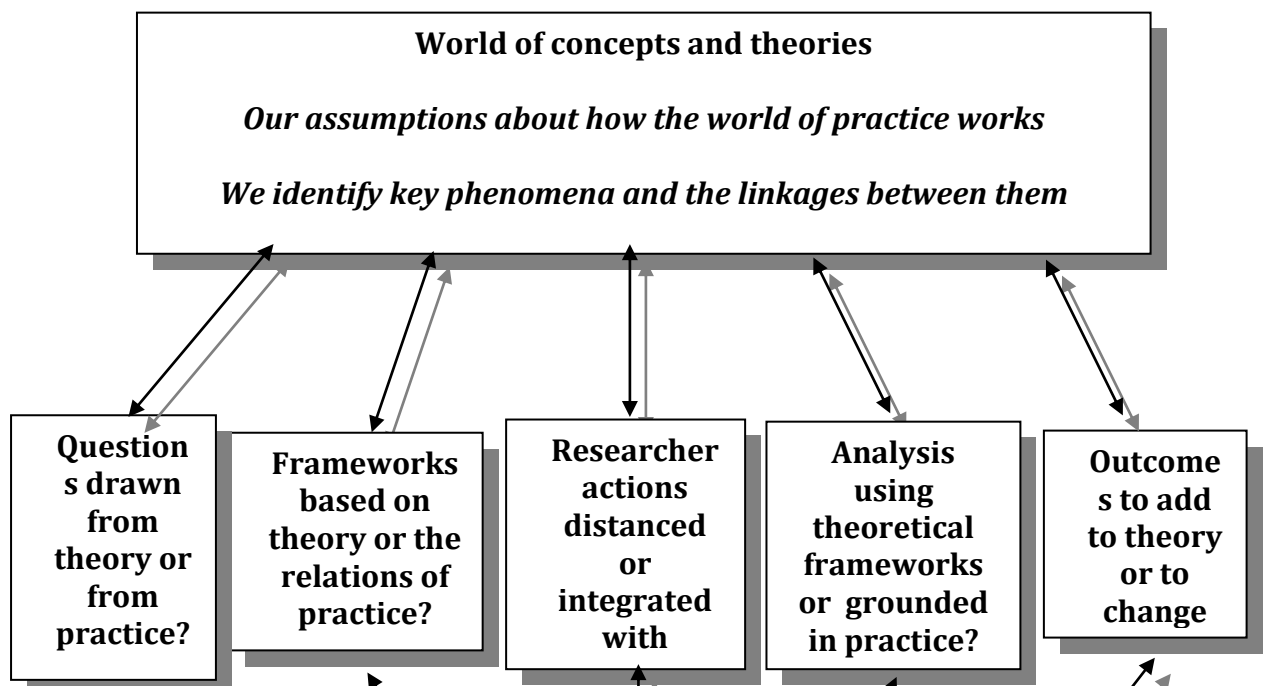 World of concepts and theories
Our assumptions about how the world of practice works
We identify key phenomena and the linkages between them
Question
s drawn
from
theory or
from
practice?
Frameworks
based on
theory or the
relations of
practice?
Researcher
actions
distanced
or
integrated
with
Analysis
using
theoretical
frameworks
or grounded
in practice?
Outcome
s to add
to theory
or to
change